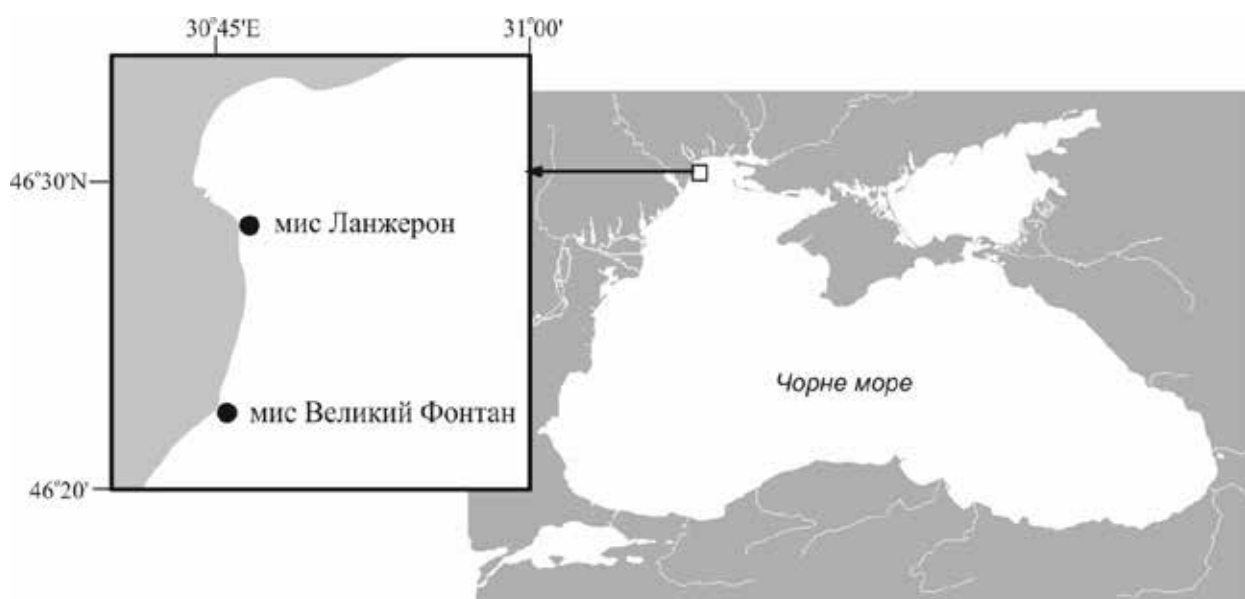 30°45'E
31°00'
46°30'N
мис Ланжерон
Чорне море
мис Великий Фонтан
46°20'